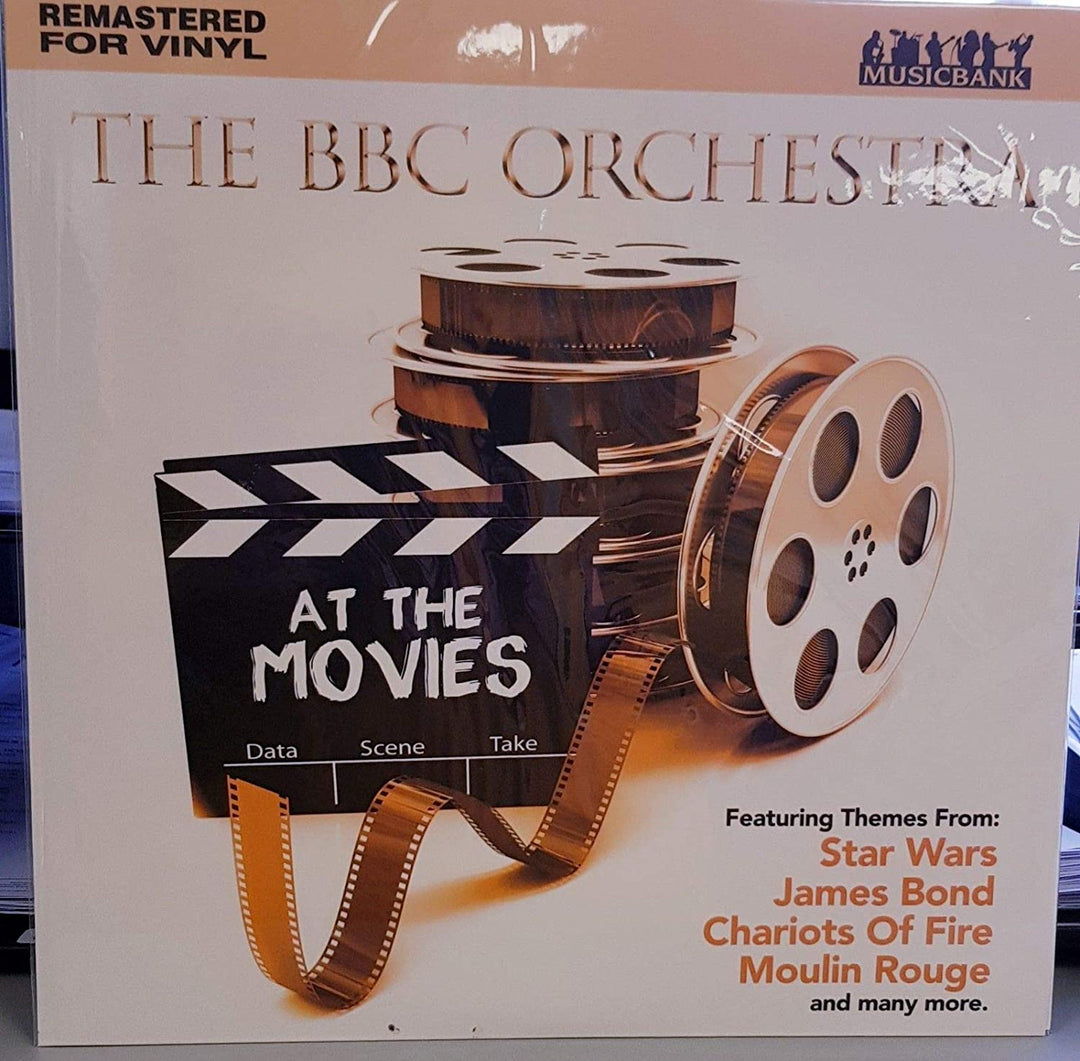 REMASTERED
FOR VINYL
MUSICBANK
THE BBC ORCHESTRA
AT THE
MOVIES
Data Scene Take
Featuring Themes From:
Star Wars
James Bond
Chariots Of Fire
Moulin Rouge
and many more.